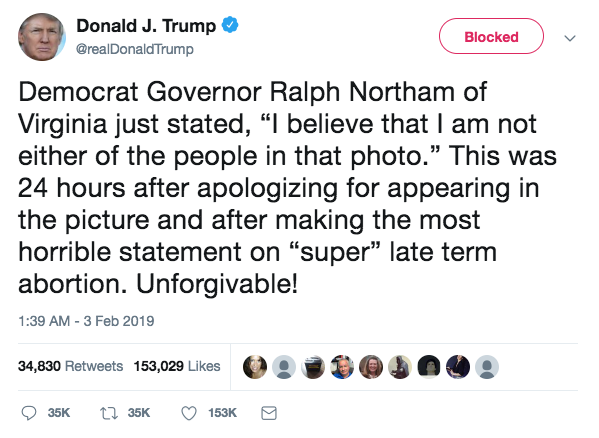 Donald J. Trump
@realDonaldTrump
Blocked
Democrat Governor Ralph Northam of
Virginia just stated, “I believe that I am not
either of the people in that photo.” This was
24 hours after apologizing for appearing in
the picture and after making the most
horrible statement on “super” late term
abortion. Unforgivable!
1:39 AM - 3 Feb 2019
34,830 Retweets 153,029 Likes
35K 35K 153K